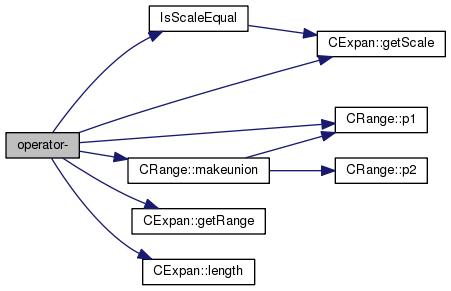 IsScaleEqual
CExpan::getScale
CRange::p1
operator-
CRange::makeunion
CRange::p2
CExpan::getRange
CExpan::length